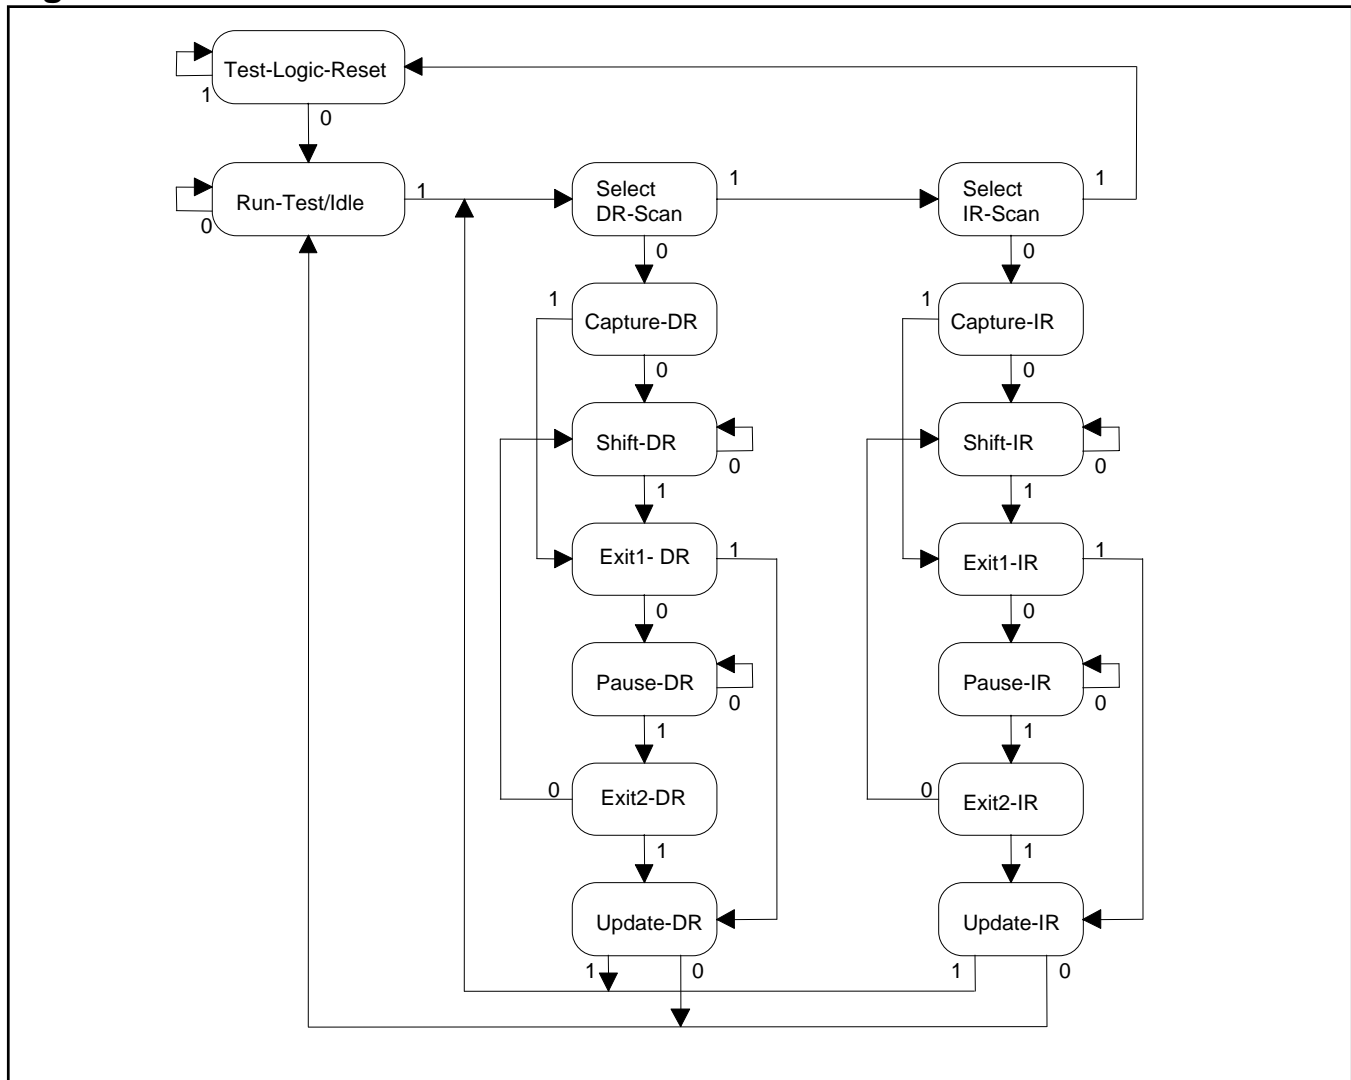 Test-Logic-Reset
1
0
Run-Test/Idle
1
0
Select
DR-Scan
1
0
Select
IR-Scan
1
0
1
Capture-DR
0
1
Capture-IR
0
Shift-DR
0
1
Shift-IR
0
1
Exit1- DR
1
0
Exit1-IR
1
0
Pause-DR
0
1
Pause-IR
0
1
0
Exit2-DR
1
0
Exit2-IR
1
Update-DR
1
0
Update-IR
1
0